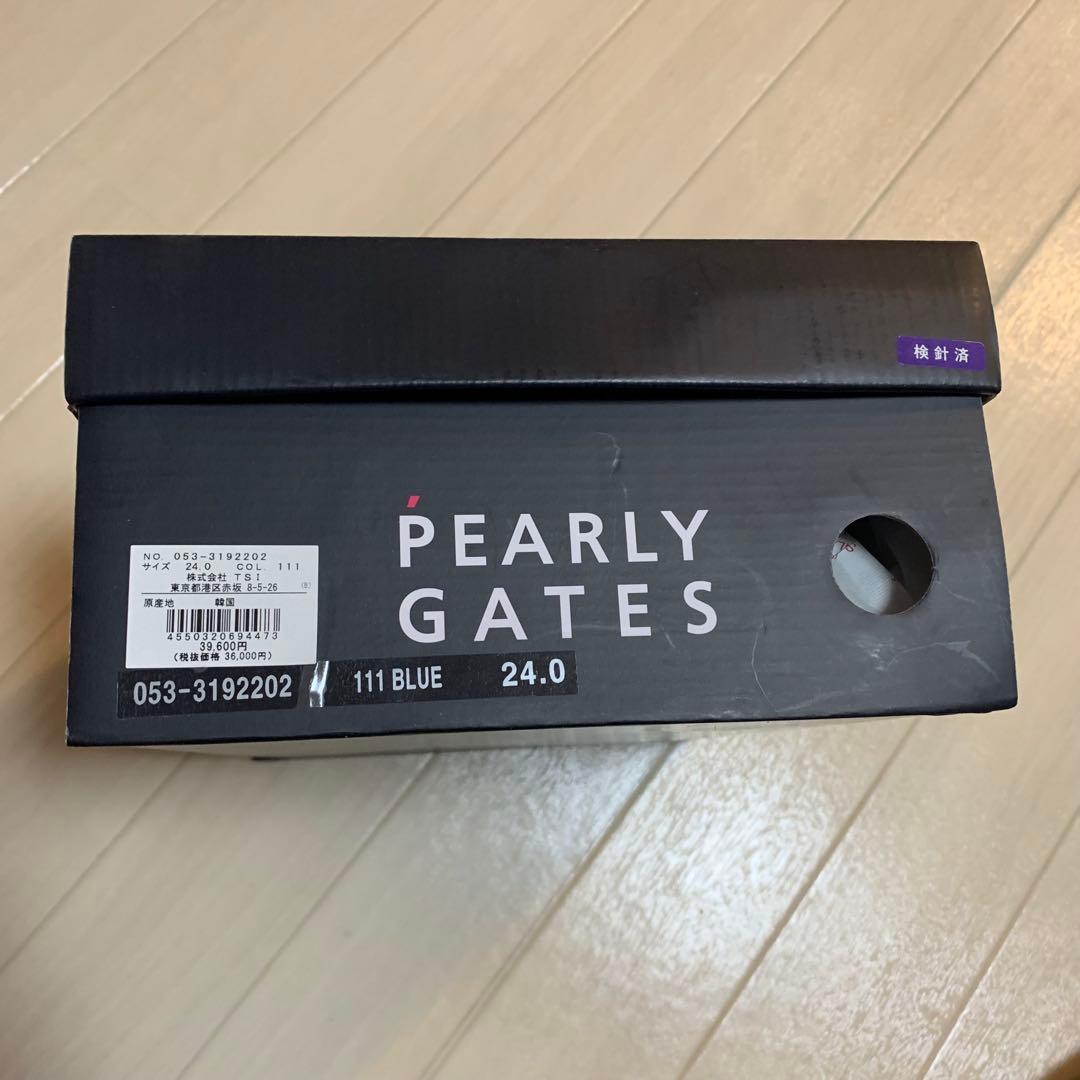 検針済
PEARLY
GATES
NO. 053-3192202
サイズ 24.0 COL. 111
株式会社 TSI
東京都港区赤坂 8-5-26 (B)
原産地 韓国
4550320694473
39,600円
(税抜価格 36,000円)
053-3192202 111 BLUE 24.0